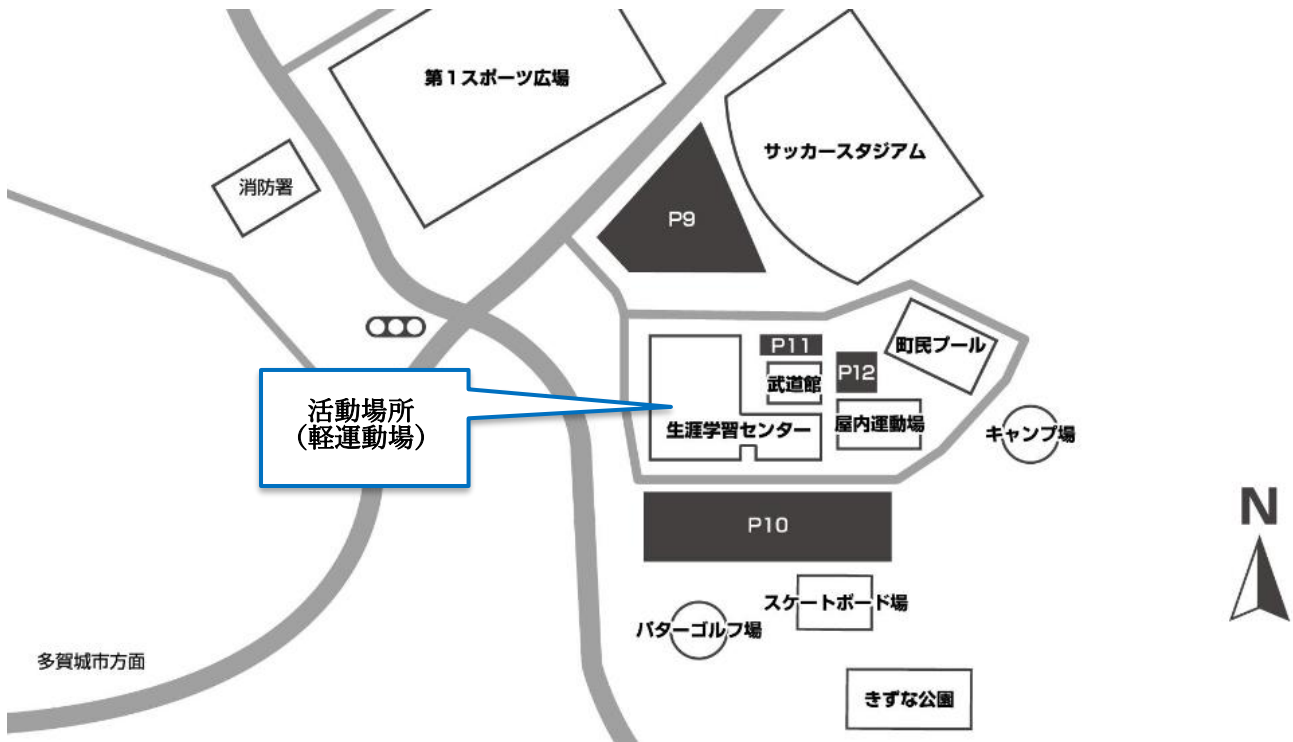 第1スポーツ広場
サッカースタジアム
消防署
P9
P11
町民プール
武道館
P12
活動場所
（軽運動場）
生涯学習センター
屋内運動場
キャンプ場
N
P10
スケートボード場
パターゴルフ場
多賀城市方面
きずな公園